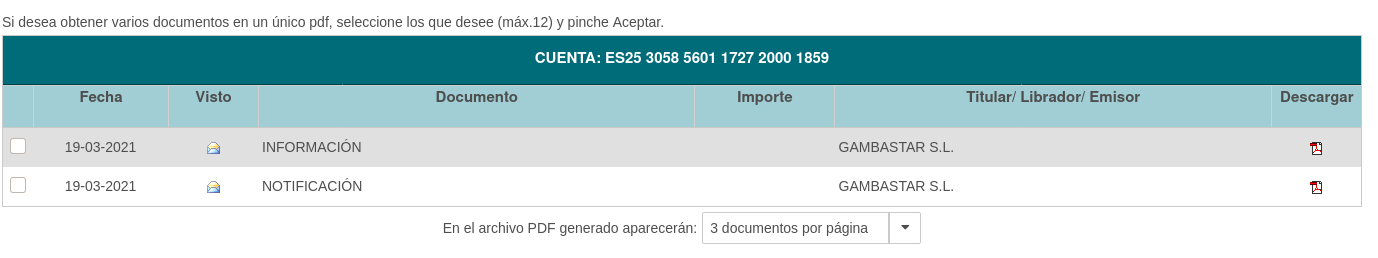 Si desea obtener varios documentos en un único pdf, seleccione los que desee (máx.12) y pinche Aceptar.
CUENTA: ES25 3058 5601 1727 2000 1859
Fecha Visto Documento Importe Titular/ Librador/ Emisor Descargar
19-03-2021 INFORMACIÓN GAMBASTAR S.L.
19-03-2021 NOTIFICACIÓN GAMBASTAR S.L.
En el archivo PDF generado aparecerán: 3 documentos por página